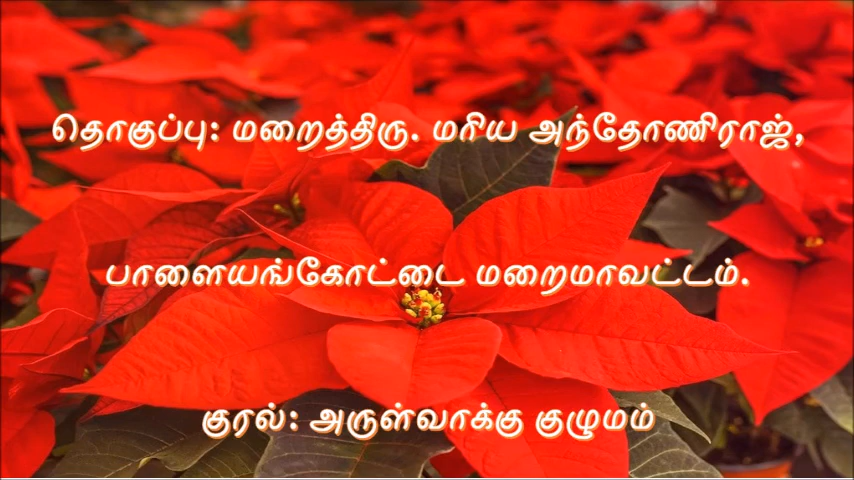 தொகுப்பு: மறைத்திரு. மரிய அந்தோணிராஜ்,
பாளையங்கோட்டை மறைமாவட்டம்.
குரல்: அருள்வாக்கு குழுமம்